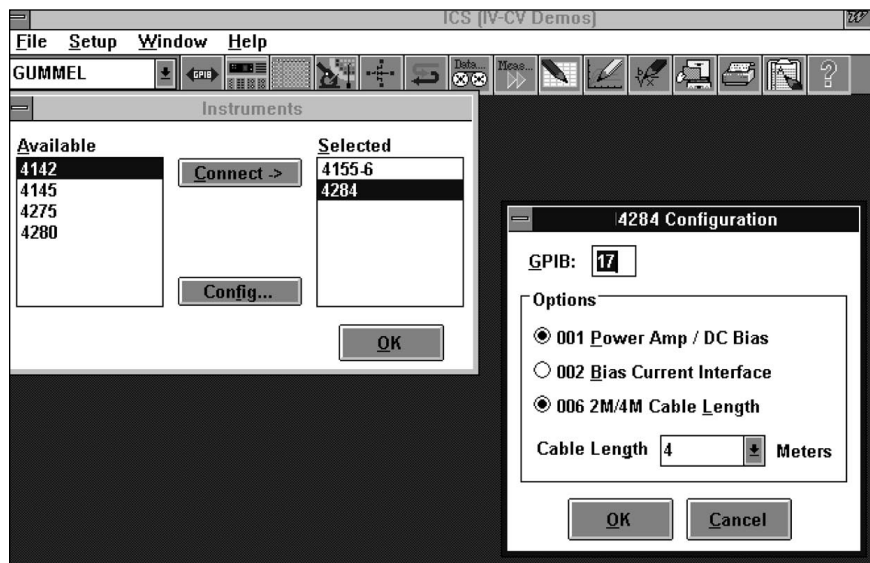 ICS (IV-CV Demos)
File Setup Window Help
GUMMEL
GPIB
Data...
Meas...
Instruments
Available
4142
4145
4275
4280
Connect ->
Config...
Selected
4155-6
4284
OK
4284 Configuration
GPIB: 17
Options
001 Power Amp / DC Bias
002 Bias Current Interface
006 2M/4M Cable Length
Cable Length 4 Meters
OK Cancel